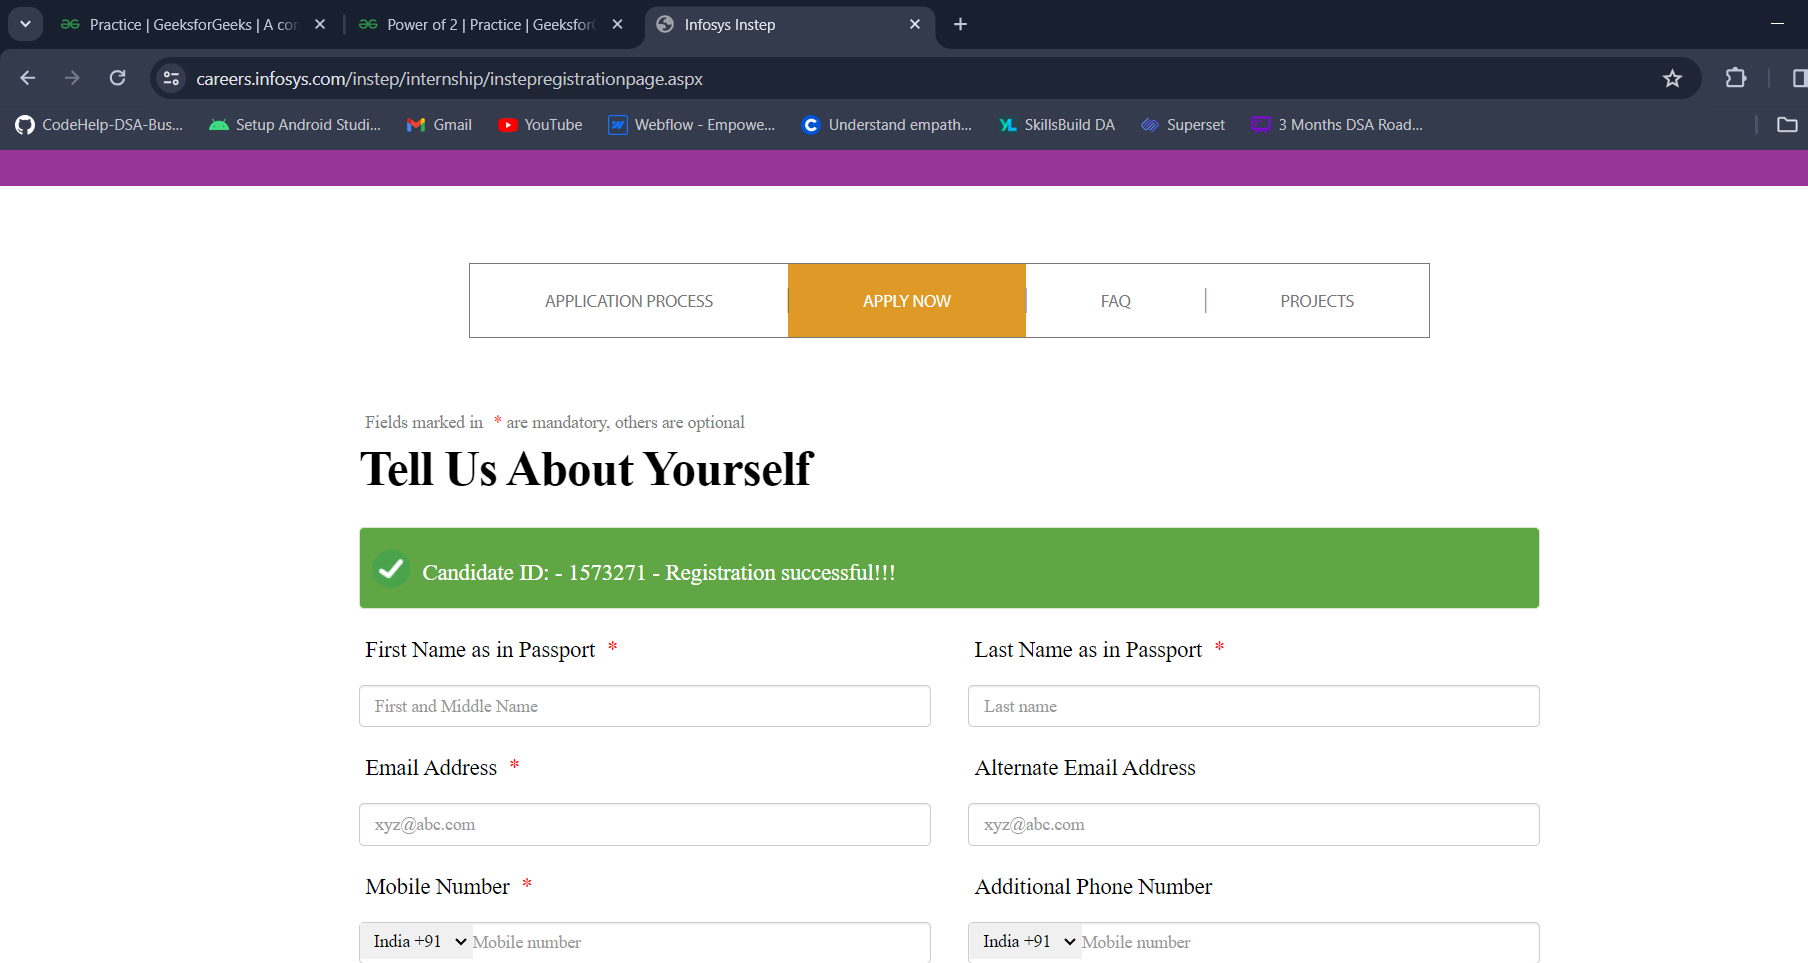 Practice | GeeksforGeeks | A con
Power of 2 | Practice | Geeksfor
Infosys Instep
careers.infosys.com/instep/internship/instepregistrationpage.aspx
CodeHelp-DSA-Bus... Setup Android Studi... Gmail YouTube Webflow - Empowe... Understand empath... SkillsBuild DA Superset 3 Months DSA Road...
APPLICATION PROCESS APPLY NOW FAQ PROJECTS
Fields marked in * are mandatory, others are optional
Tell Us About Yourself
Candidate ID: - 1573271 - Registration successful!!!
First Name as in Passport * Last Name as in Passport *
First and Middle Name Last name
Email Address * Alternate Email Address
xyz@abc.com xyz@abc.com
Mobile Number * Additional Phone Number
India +91 Mobile number India +91 Mobile number